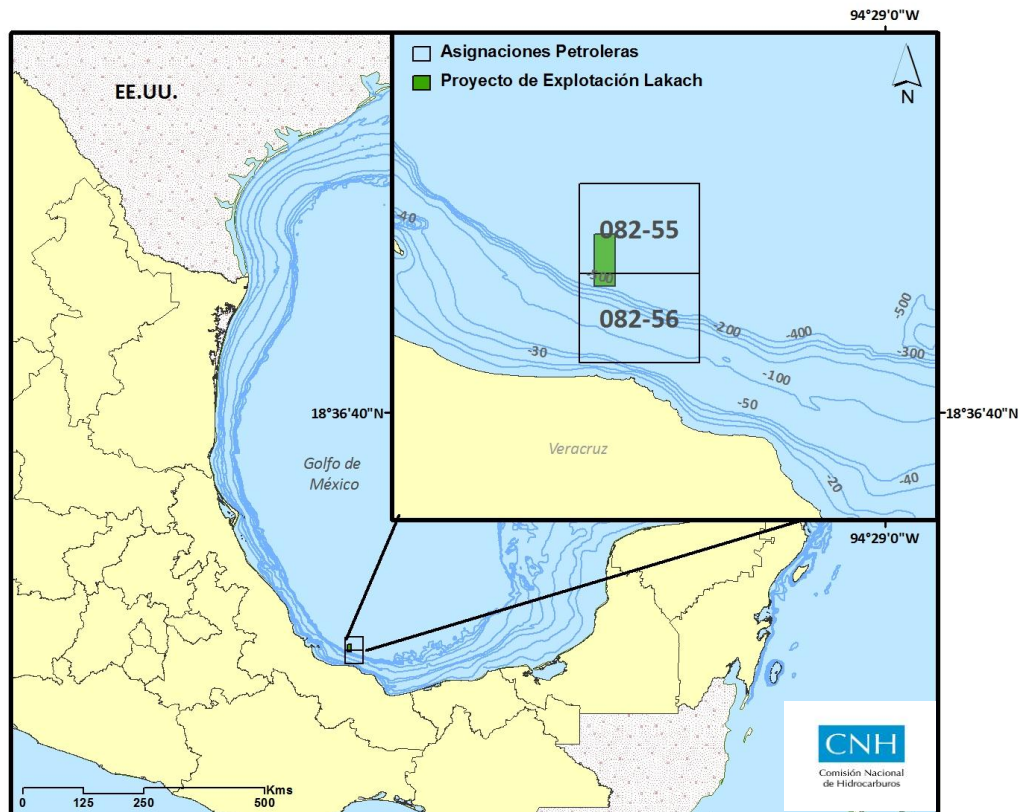 94°29'0"W
EE.UU.
Asignaciones Petroleras
Proyecto de Explotación Lakach
N
-40
082-55
082-56
-500
-200
-400
-300
-30
-100
-50
18°36'40"N
18°36'40"N
Veracruz
Golfo de
México
-20
-40
94°29'0"W
CNH
Comisión Nacional
de Hidrocarburos
Kms
0 125 250 500